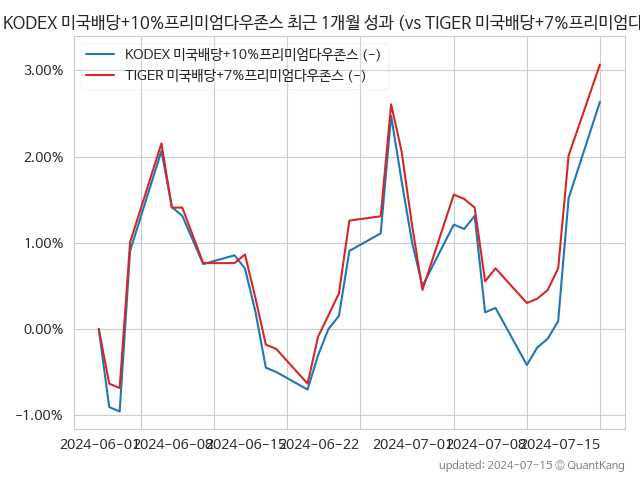 KODEX 미국배당+10%프리미엄다우존스 최근 1개월 성과 (vs TIGER 미국배당+7%프리미엄다
KODEX 미국배당+10%프리미엄다우존스 (-)
TIGER 미국배당+7%프리미엄다우존스 (-)
3.00%
2.00%
1.00%
0.00%
-1.00%
2024-06-01 2024-06-08 2024-06-15 2024-06-22 2024-07-01 2024-07-08 2024-07-15
updated: 2024-07-15 © QuantKang